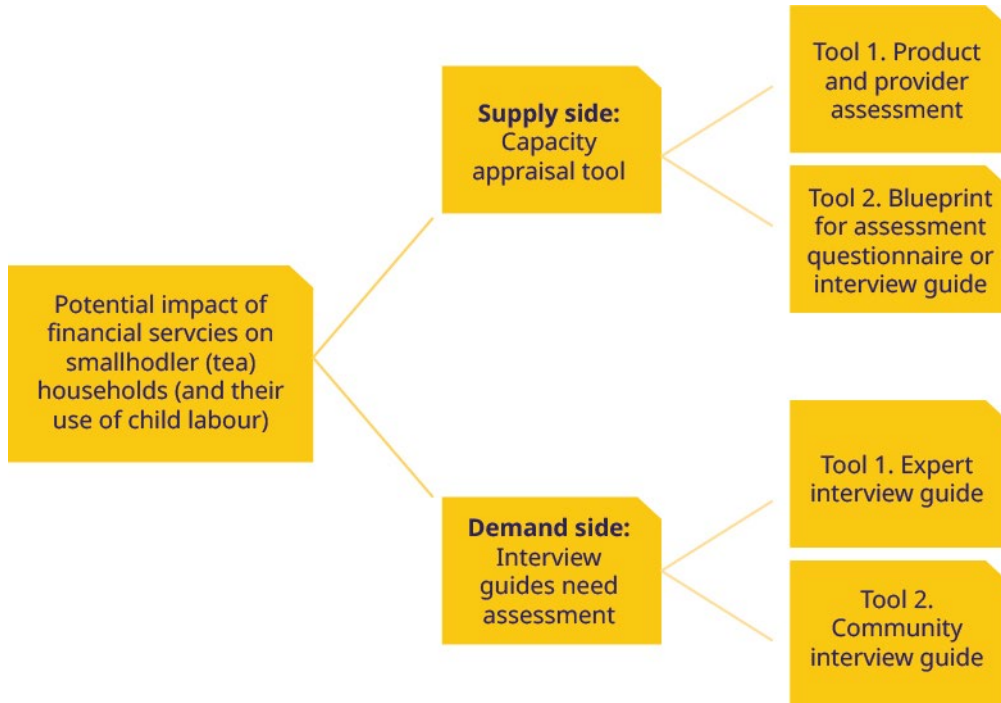 Potential impact of
financial servcies on
smallhodler (tea)
households (and their
use of child labour)
Supply side:
Capacity
appraisal tool
Tool 1. Product
and provider
assessment
Tool 2. Blueprint
for assessment
questionnaire or
interview guide
Demand side:
Interview
guides need
assessment
Tool 1. Expert
interview guide
Tool 2.
Community
interview guide